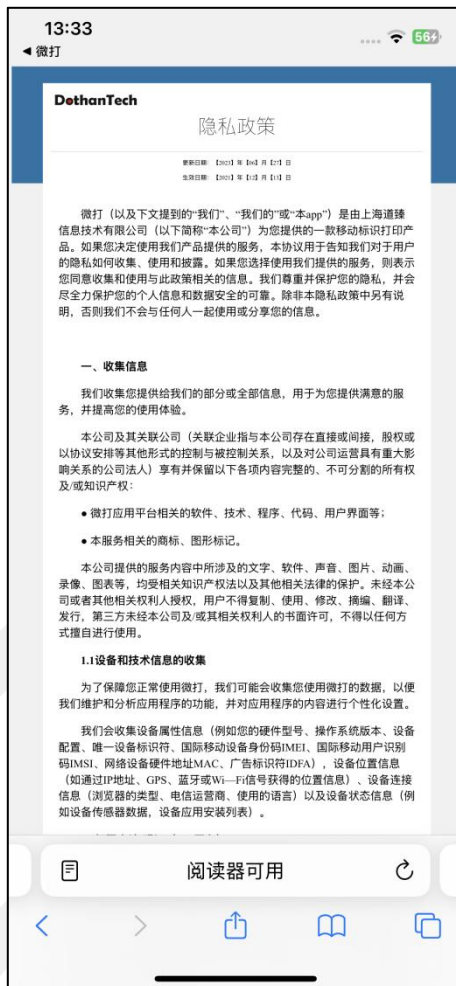 13:33
56
◀ 微打
DothanTech
隐私政策
更新日期：【2023】年【06】月【27】日
生效日期：【2021】年【12】月【13】日
微打（以及下文提到的“我们”、“我们的”或“本app”）是由上海道臻
信息技术有限公司（以下简称“本公司”）为您提供的一款移动标识打印产
品。如果您决定使用我们产品提供的服务，本协议用于告知我们对于用户
的隐私如何收集、使用和披露。如果您选择使用我们提供的服务，则表示
您同意收集和使用与此政策相关的信息。我们尊重并保护您的隐私，并会
尽全力保护您的个人信息和数据安全的可靠。除非本隐私政策中另有说
明，否则我们不会与任何人一起使用或分享您的信息。
一、收集信息
我们收集您提供给我们的部分或全部信息，用于为您提供满意的服
务，并提高您的使用体验。
本公司及其关联公司（关联企业指与本公司存在直接或间接，股权或
以协议安排等其他形式的控制与被控制关系，以及对公司运营具有重大影
响关系的公司法人）享有并保留以下各项内容完整的、不可分割的所有权
及/或知识产权：
● 微打应用平台相关的软件、技术、程序、代码、用户界面等；
● 本服务相关的商标、图形标记。
本公司提供的服务内容中所涉及的文字、软件、声音、图片、动画、
录像、图表等，均受相关知识产权法以及其他相关法律的保护。未经本公
司或者其他相关权利人授权，用户不得复制、使用、修改、摘编、翻译、
发行，第三方未经本公司及/或其相关权利人的书面许可，不得以任何方
式擅自进行使用。
1.1设备和技术信息的收集
为了保障您正常使用微打，我们可能会收集您使用微打的数据，以便
我们维护和分析应用程序的功能，并对应用程序的内容进行个性化设置。
我们会收集设备属性信息（例如您的硬件型号、操作系统版本、设备
配置、唯一设备标识符、国际移动设备身份码IMEI、国际移动用户识别
码IMSI、网络设备硬件地址MAC、广告标识符IDFA），设备位置信息
（如通过IP地址、GPS、蓝牙或Wi—Fi信号获得的位置信息）、设备连接
信息（浏览器的类型、电信运营商、使用的语言）以及设备状态信息（例
如设备传感器数据，设备应用安装列表）。
阅读器可用